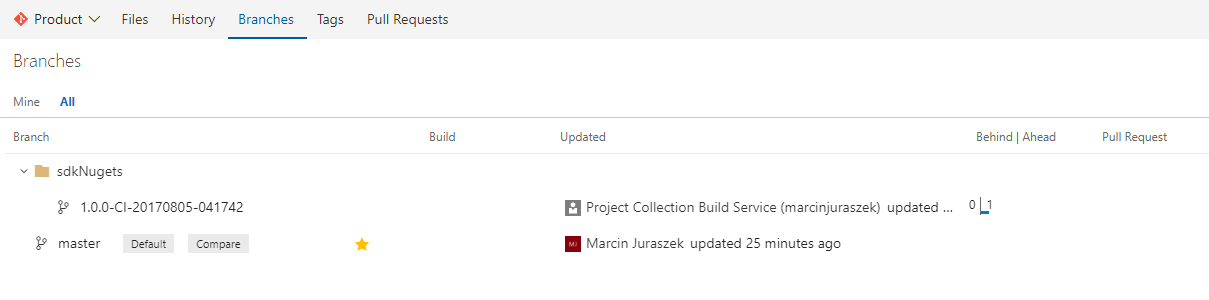 Product Files History Branches Tags Pull Requests
Branches
Mine All
Branch Build Updated Behind | Ahead Pull Request
sdkNugets
1.0.0-CI-20170805-041742 Project Collection Build Service (marcinjuraszek) updated ... 0 1
master Default Compare MJ Marcin Juraszek updated 25 minutes ago